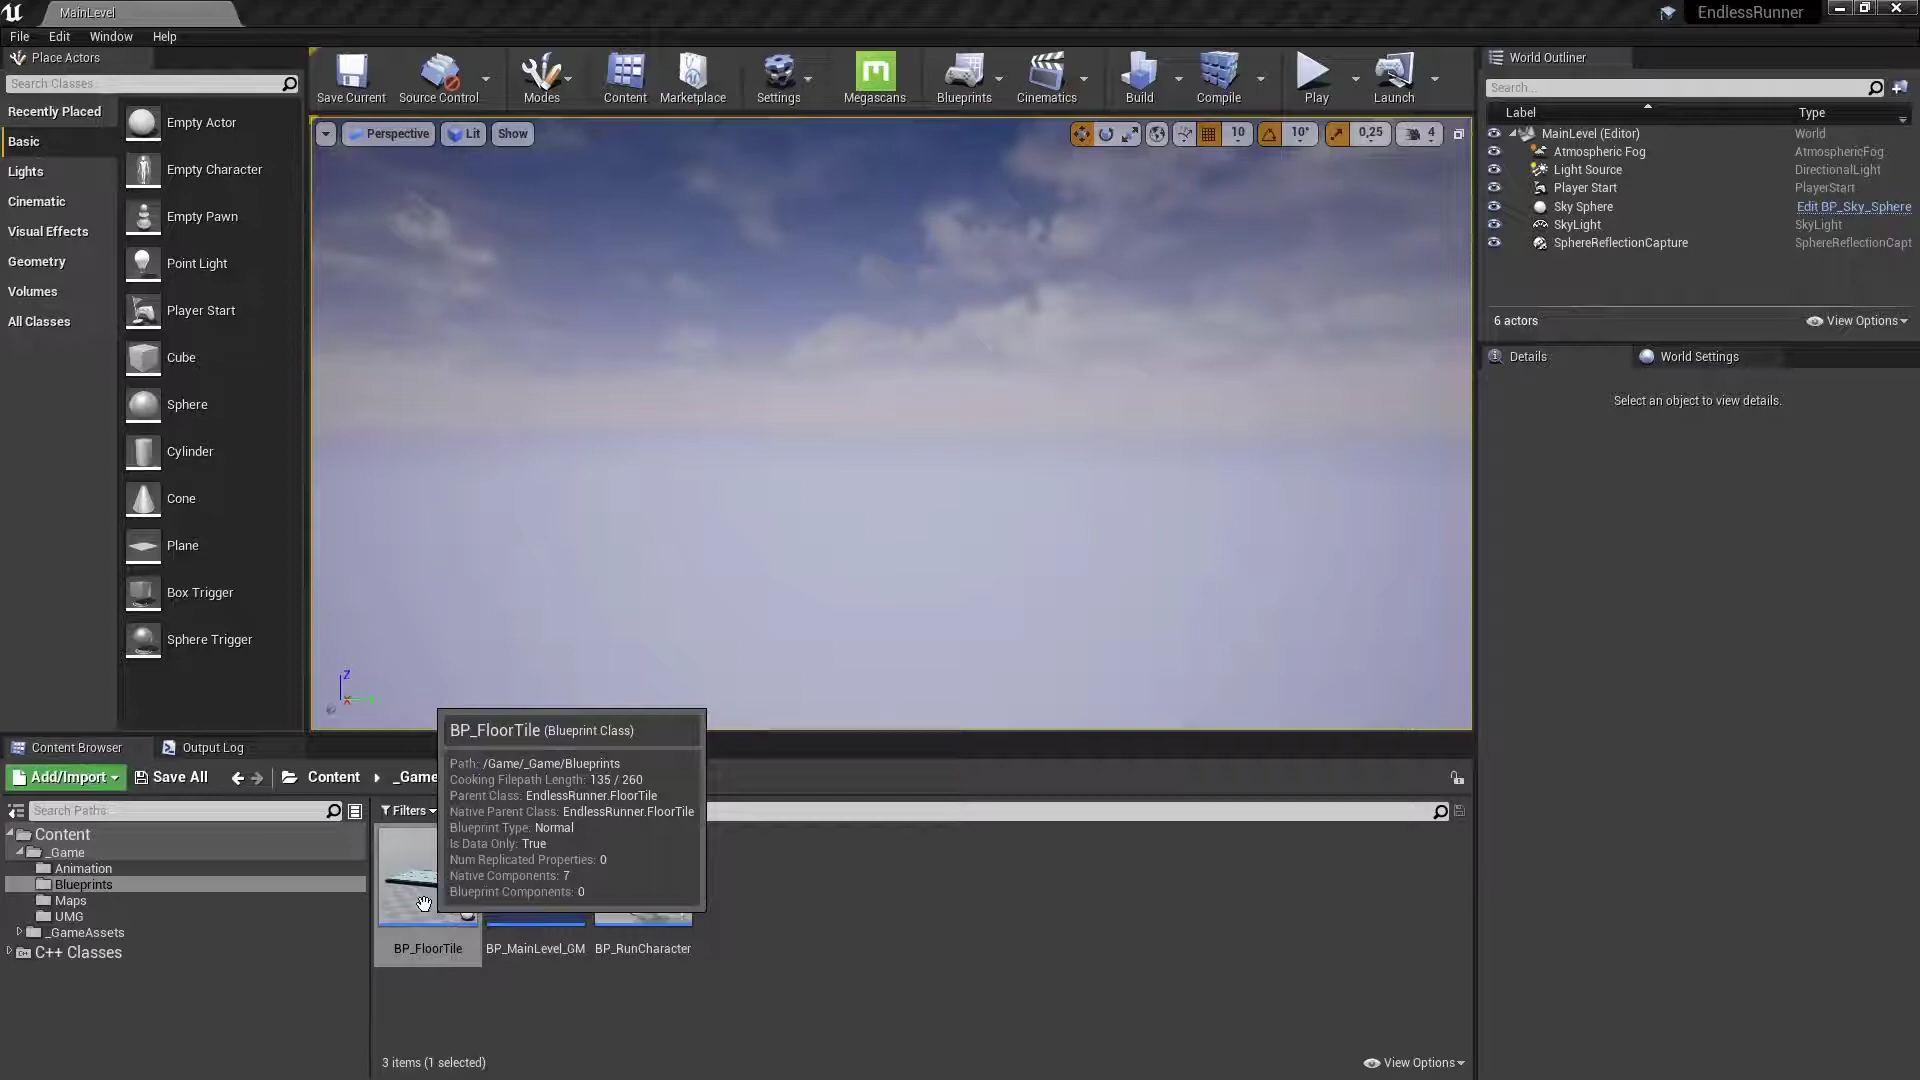 MainLevel
EndlessRunner
File Edit Window Help
Place Actors
Search Classes
Recently Placed
Basic
Lights
Cinematic
Visual Effects
Geometry
Volumes
All Classes
Empty Actor
Empty Character
Empty Pawn
Point Light
Player Start
Cube
Sphere
Cylinder
Cone
Plane
Box Trigger
Sphere Trigger
Save Current Source Control Modes Content Marketplace Settings Megascans Blueprints Cinematics Build Compile Play Launch
Perspective Lit Show 10 10° 0,25 4
Z
World Outliner
Search...
Label Type
MainLevel (Editor) World
Atmospheric Fog AtmosphericFog
Light Source DirectionalLight
Player Start PlayerStart
Sky Sphere Edit BP_Sky_Sphere
SkyLight SkyLight
SphereReflectionCapture SphereReflectionCapt
6 actors View Options
Details World Settings
Select an object to view details.
Content Browser Output Log
Add/Import Save All Content _Game
Search Paths
Content
_Game
Animation
Blueprints
Maps
UMG
_GameAssets
C++ Classes
Filters
BP_FloorTile (Blueprint Class)
Path: /Game/_Game/Blueprints
Cooking Filepath Length: 135 / 260
Parent Class: EndlessRunner.FloorTile
Native Parent Class: EndlessRunner.FloorTile
Blueprint Type: Normal
Is Data Only: True
Num Replicated Properties: 0
Native Components: 7
Blueprint Components: 0
BP_FloorTile BP_MainLevel_GM BP_RunCharacter
3 items (1 selected) View Options